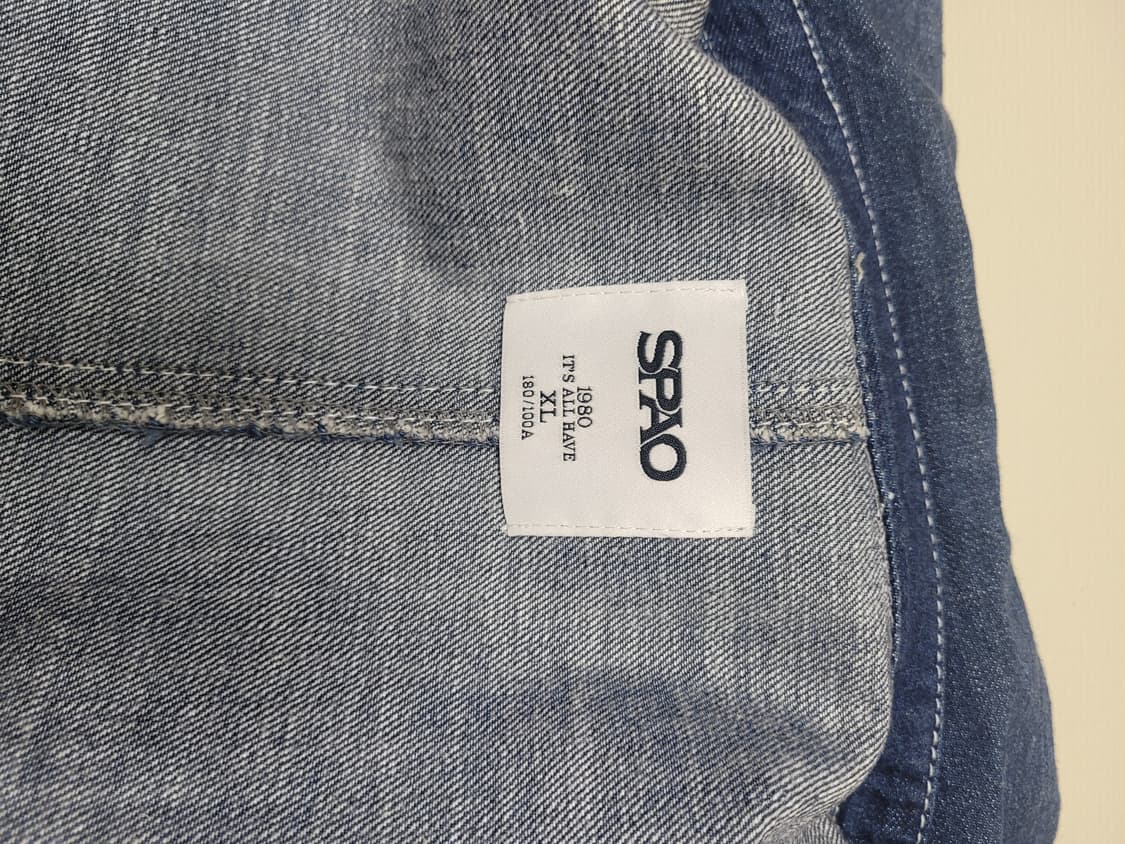 SPAO
1980
IT'S ALL HAVE
XL
180/100A